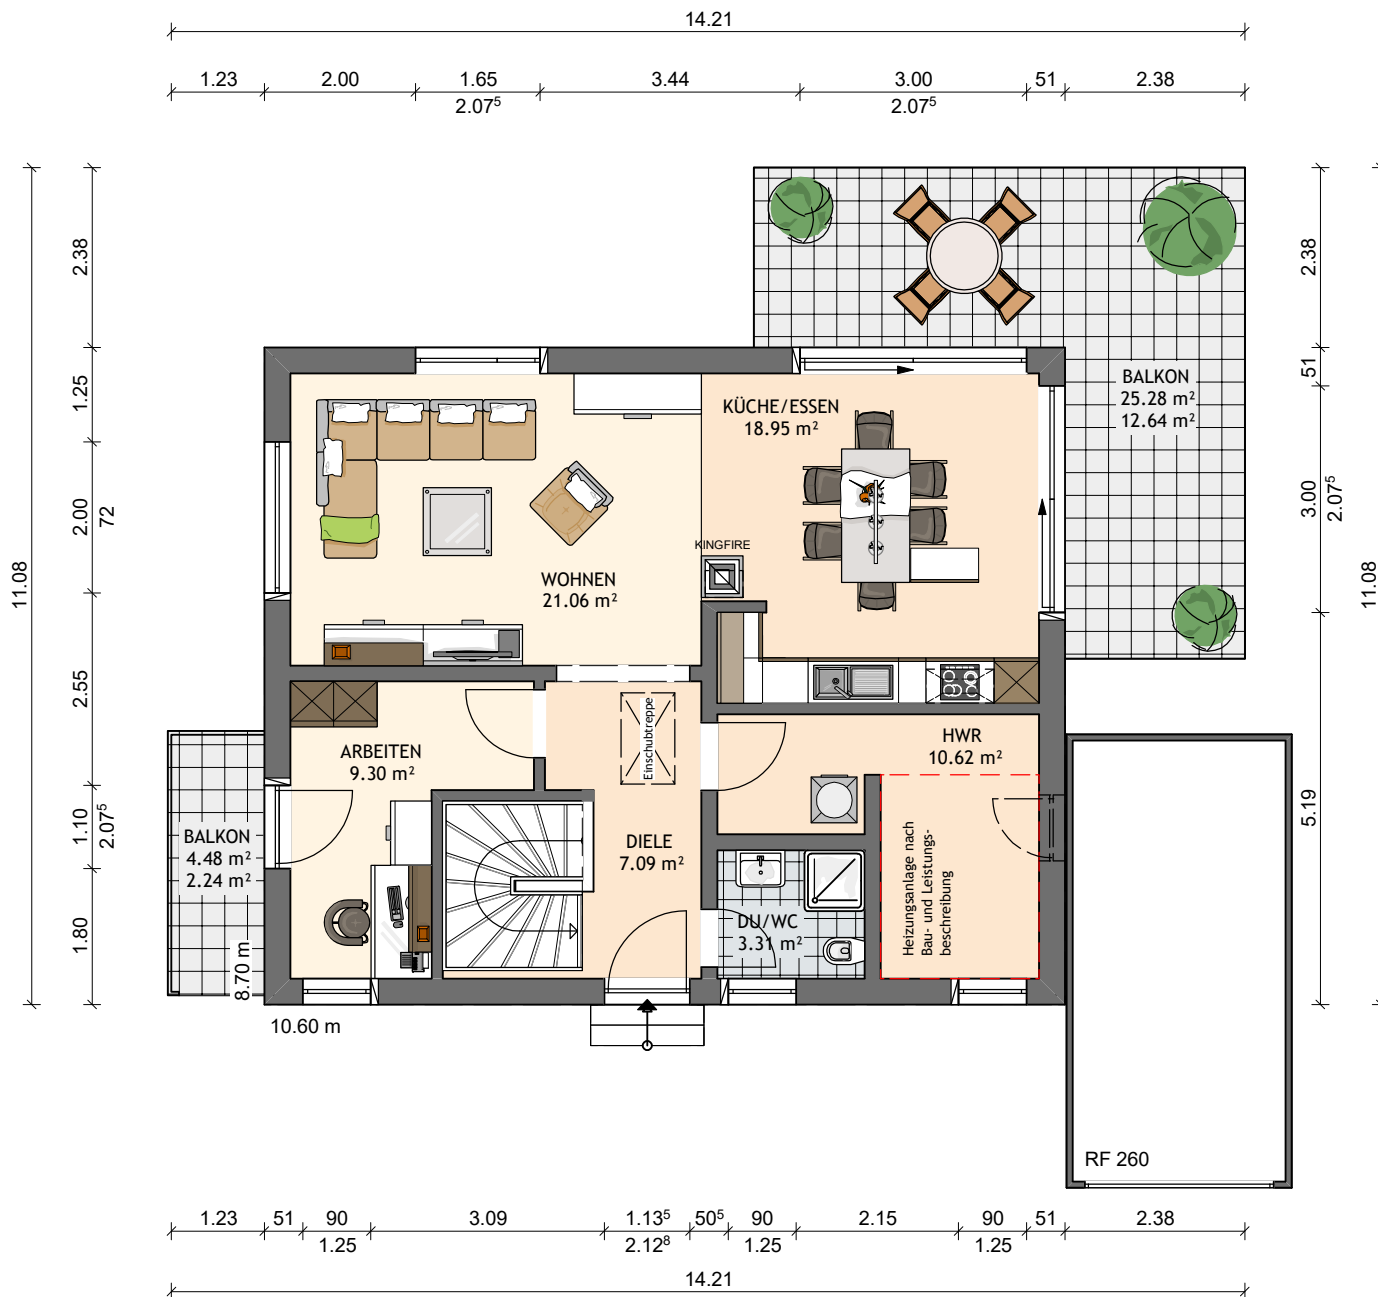 14.21
1.23 2.00 1.65 3.44 3.00 51 2.38
2.07⁵ 2.07⁵
11.08
2.38
1.25
2.00
72
2.55
1.10
2.07⁵
1.80
2.38
51
3.00
2.07⁵
5.19
11.08
BALKON
25.28 m²
12.64 m²
KÜCHE/ESSEN
18.95 m²
KINGFIRE
WOHNEN
21.06 m²
Einschubtreppe
ARBEITEN
9.30 m²
HWR
10.62 m²
BALKON
4.48 m²
2.24 m²
DIELE
7.09 m²
Heizungsanlage nach
Bau- und Leistungs-
beschreibung
DU/WC
3.31 m²
8.70 m
10.60 m
RF 260
1.23 51 90 3.09 1.13⁵ 50⁵ 90 2.15 90 51 2.38
1.25 2.12⁸ 1.25 1.25
14.21